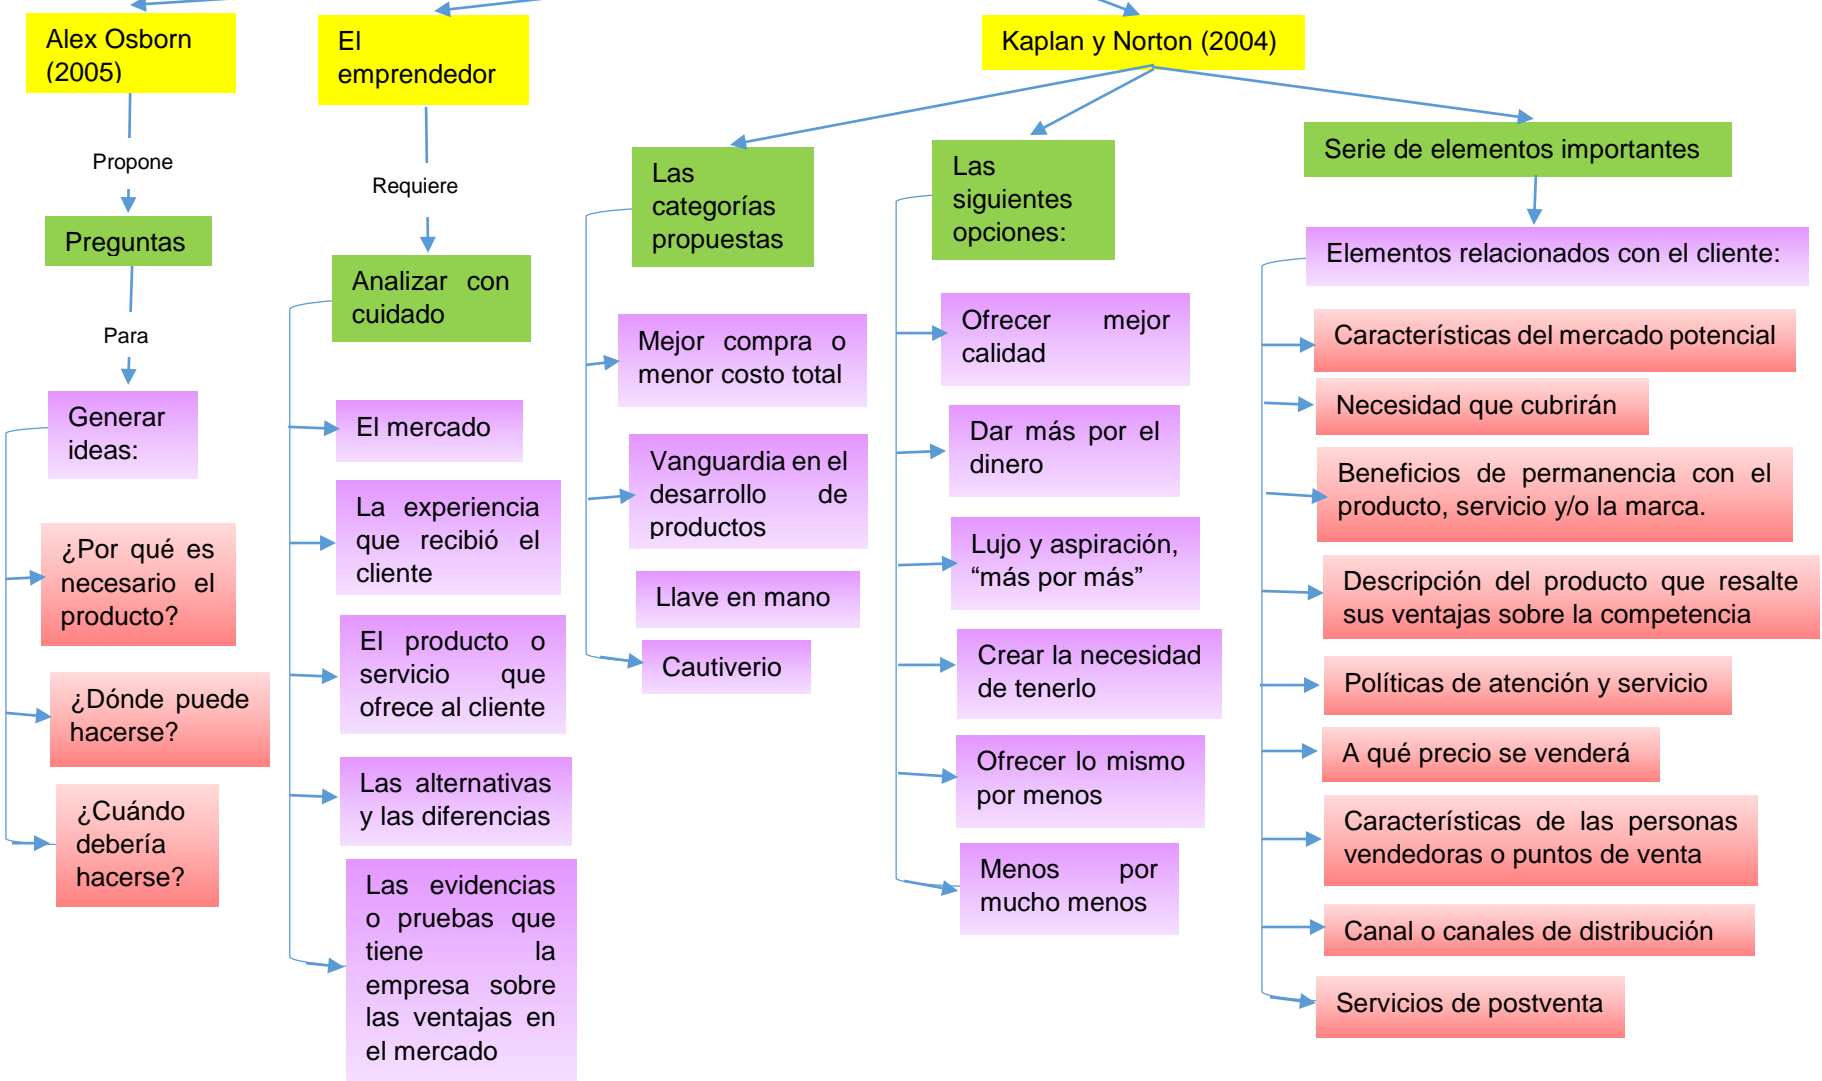 Alex Osborn
(2005)
Propone
Preguntas
Para
Generar
ideas:
¿Por qué es
necesario el
producto?
¿Dónde puede
hacerse?
¿Cuándo
debería
hacerse?
El
emprendedor
Requiere
Analizar con
cuidado
El mercado
La experiencia
que recibió el
cliente
El producto o
servicio que
ofrece al cliente
Las alternativas
y las diferencias
Las evidencias
o pruebas que
tiene la
empresa sobre
las ventajas en
el mercado
Kaplan y Norton (2004)
Las
categorías
propuestas
Mejor compra o
menor costo total
Vanguardia en el
desarrollo de
productos
Llave en mano
Cautiverio
Las
siguientes
opciones:
Ofrecer mejor
calidad
Dar más por el
dinero
Lujo y aspiración,
“más por más”
Crear la necesidad
de tenerlo
Ofrecer lo mismo
por menos
Menos por
mucho menos
Serie de elementos importantes
Elementos relacionados con el cliente:
Características del mercado potencial
Necesidad que cubrirán
Beneficios de permanencia con el
producto, servicio y/o la marca.
Descripción del producto que resalte
sus ventajas sobre la competencia
Políticas de atención y servicio
A qué precio se venderá
Características de las personas
vendedoras o puntos de venta
Canal o canales de distribución
Servicios de postventa